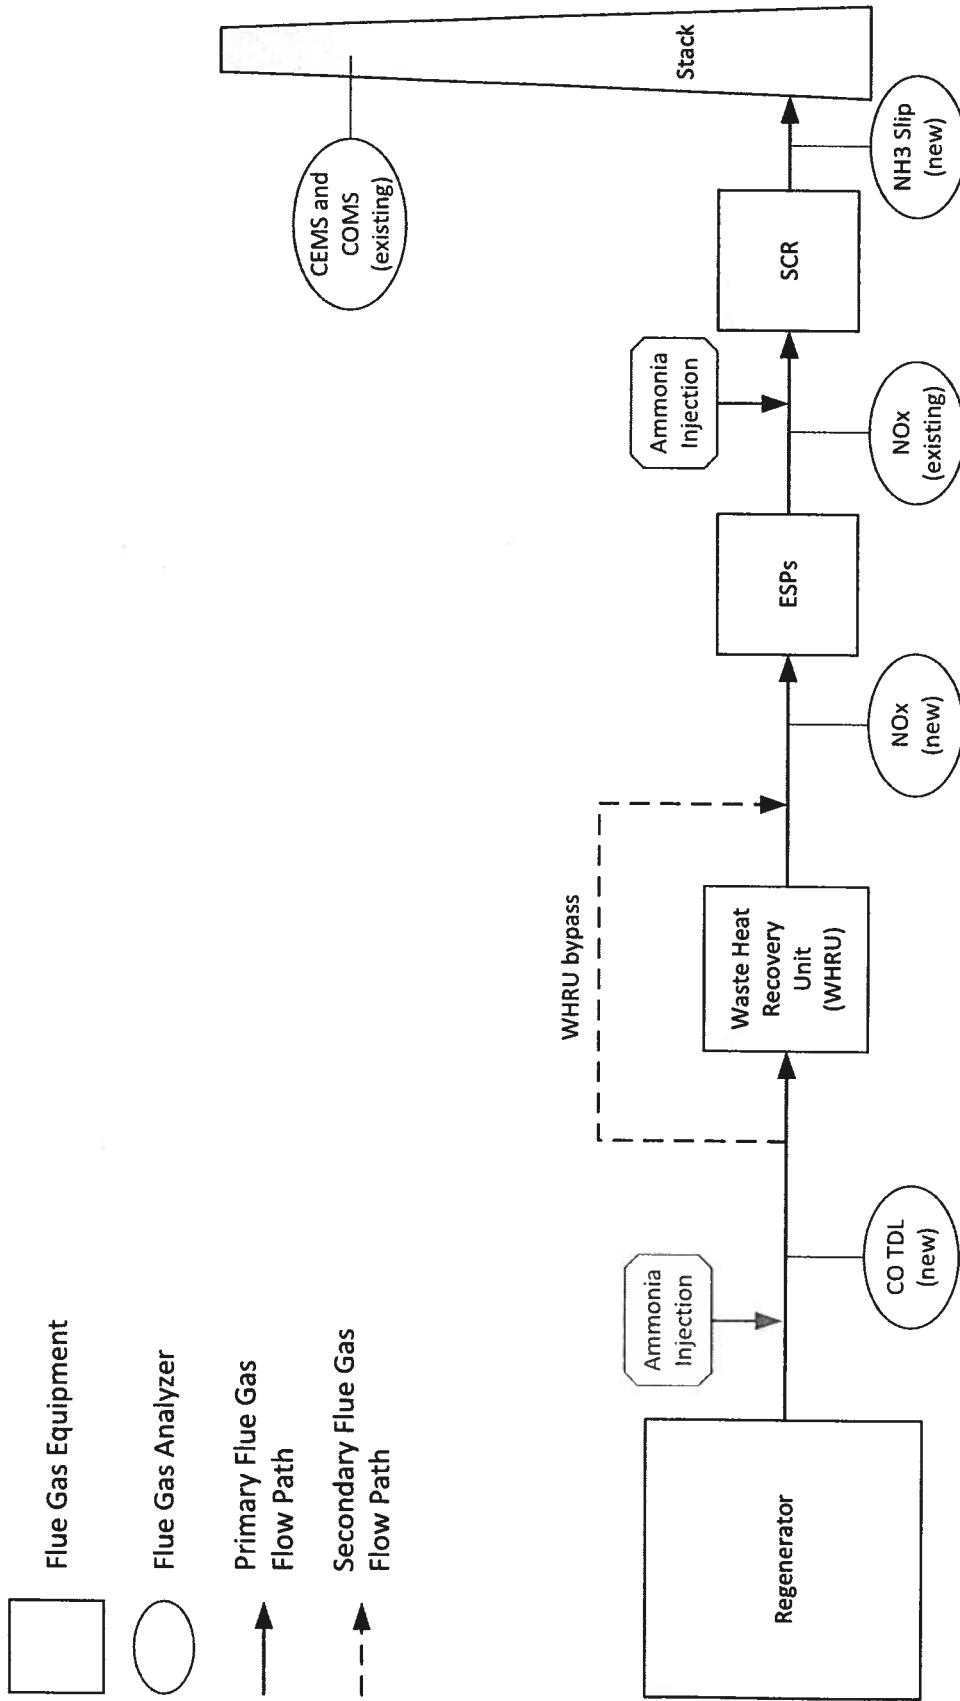 Flue Gas Equipment
Flue Gas Analyzer
Primary Flue Gas
Flow Path
Secondary Flue Gas
Flow Path
CEMS and
COMS
(existing)
Stack
WHRU bypass
Ammonia
Injection
Ammonia
Injection
Regenerator
Waste Heat
Recovery
Unit
(WHRU)
ESPs
SCR
CO TDL
(new)
NOx
(new)
NOx
(existing)
NH3 Slip
(new)